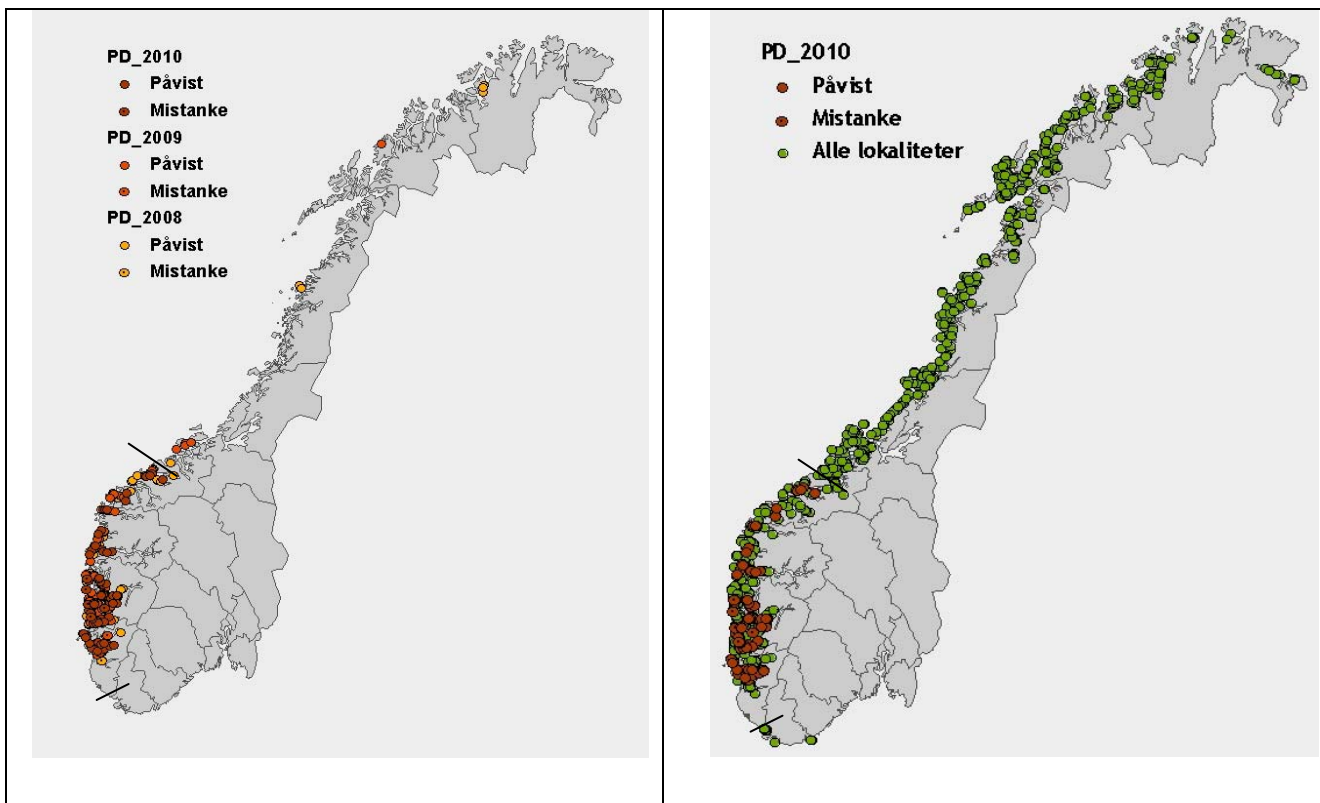 PD_2010
Påvist
Mistanke
PD_2009
Påvist
Mistanke
PD_2008
Påvist
Mistanke
PD_2010
Påvist
Mistanke
Alle lokaliteter